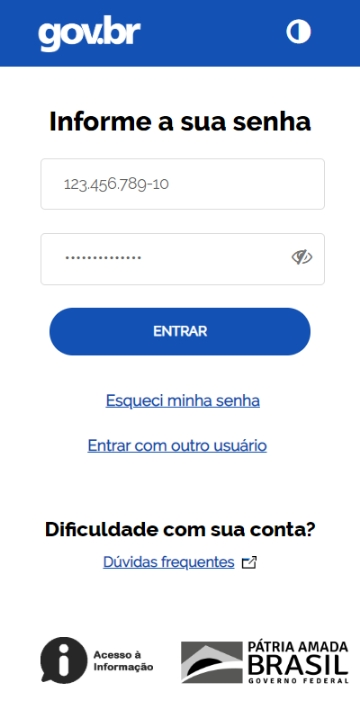 gov.br
Informe a sua senha
123.456.789-10
••••••••••••••
ENTRAR
Esqueci minha senha
Entrar com outro usuário
Dificuldade com sua conta?
Dúvidas frequentes
Acesso à
Informação
PÁTRIA AMADA
BRASIL
GOVERNO FEDERAL